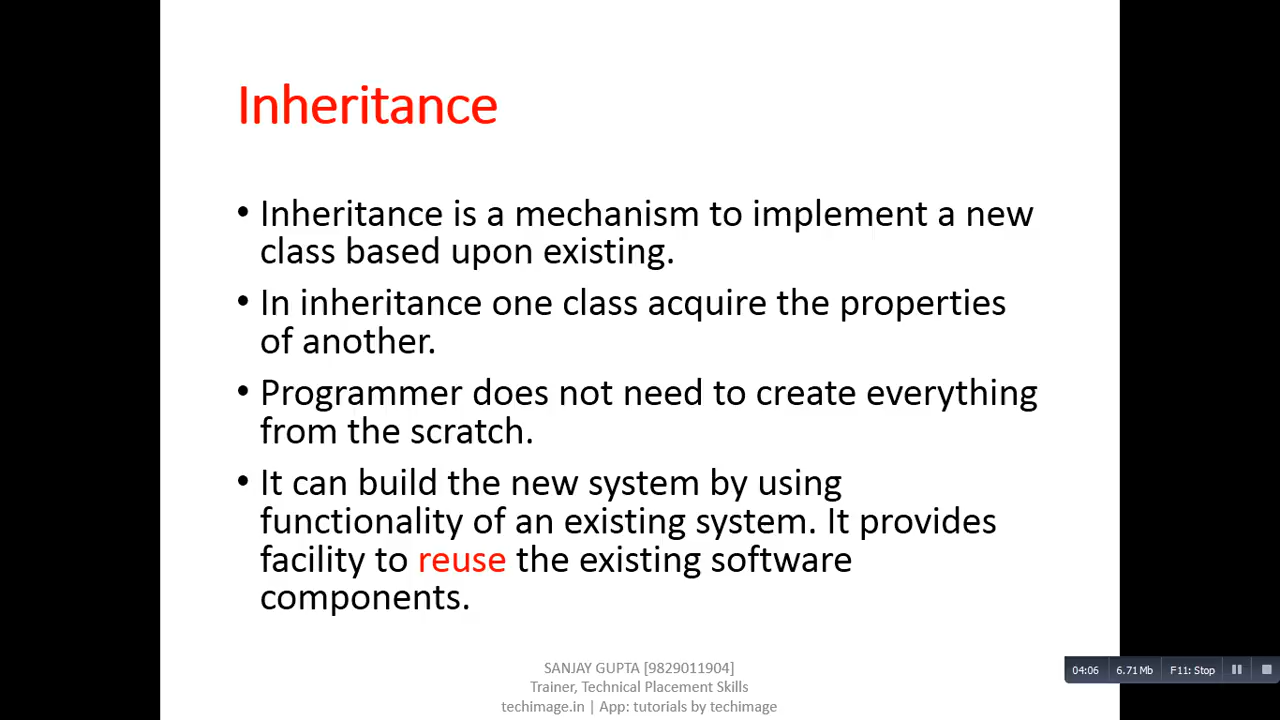 Inheritance
• Inheritance is a mechanism to implement a new
class based upon existing.
• In inheritance one class acquire the properties
of another.
• Programmer does not need to create everything
from the scratch.
• It can build the new system by using
functionality of an existing system. It provides
facility to reuse the existing software
components.
SANJAY GUPTA [9829011904]
Trainer, Technical Placement Skills
techimage.in | App: tutorials by techimage
04:06 6.71 Mb F11: Stop